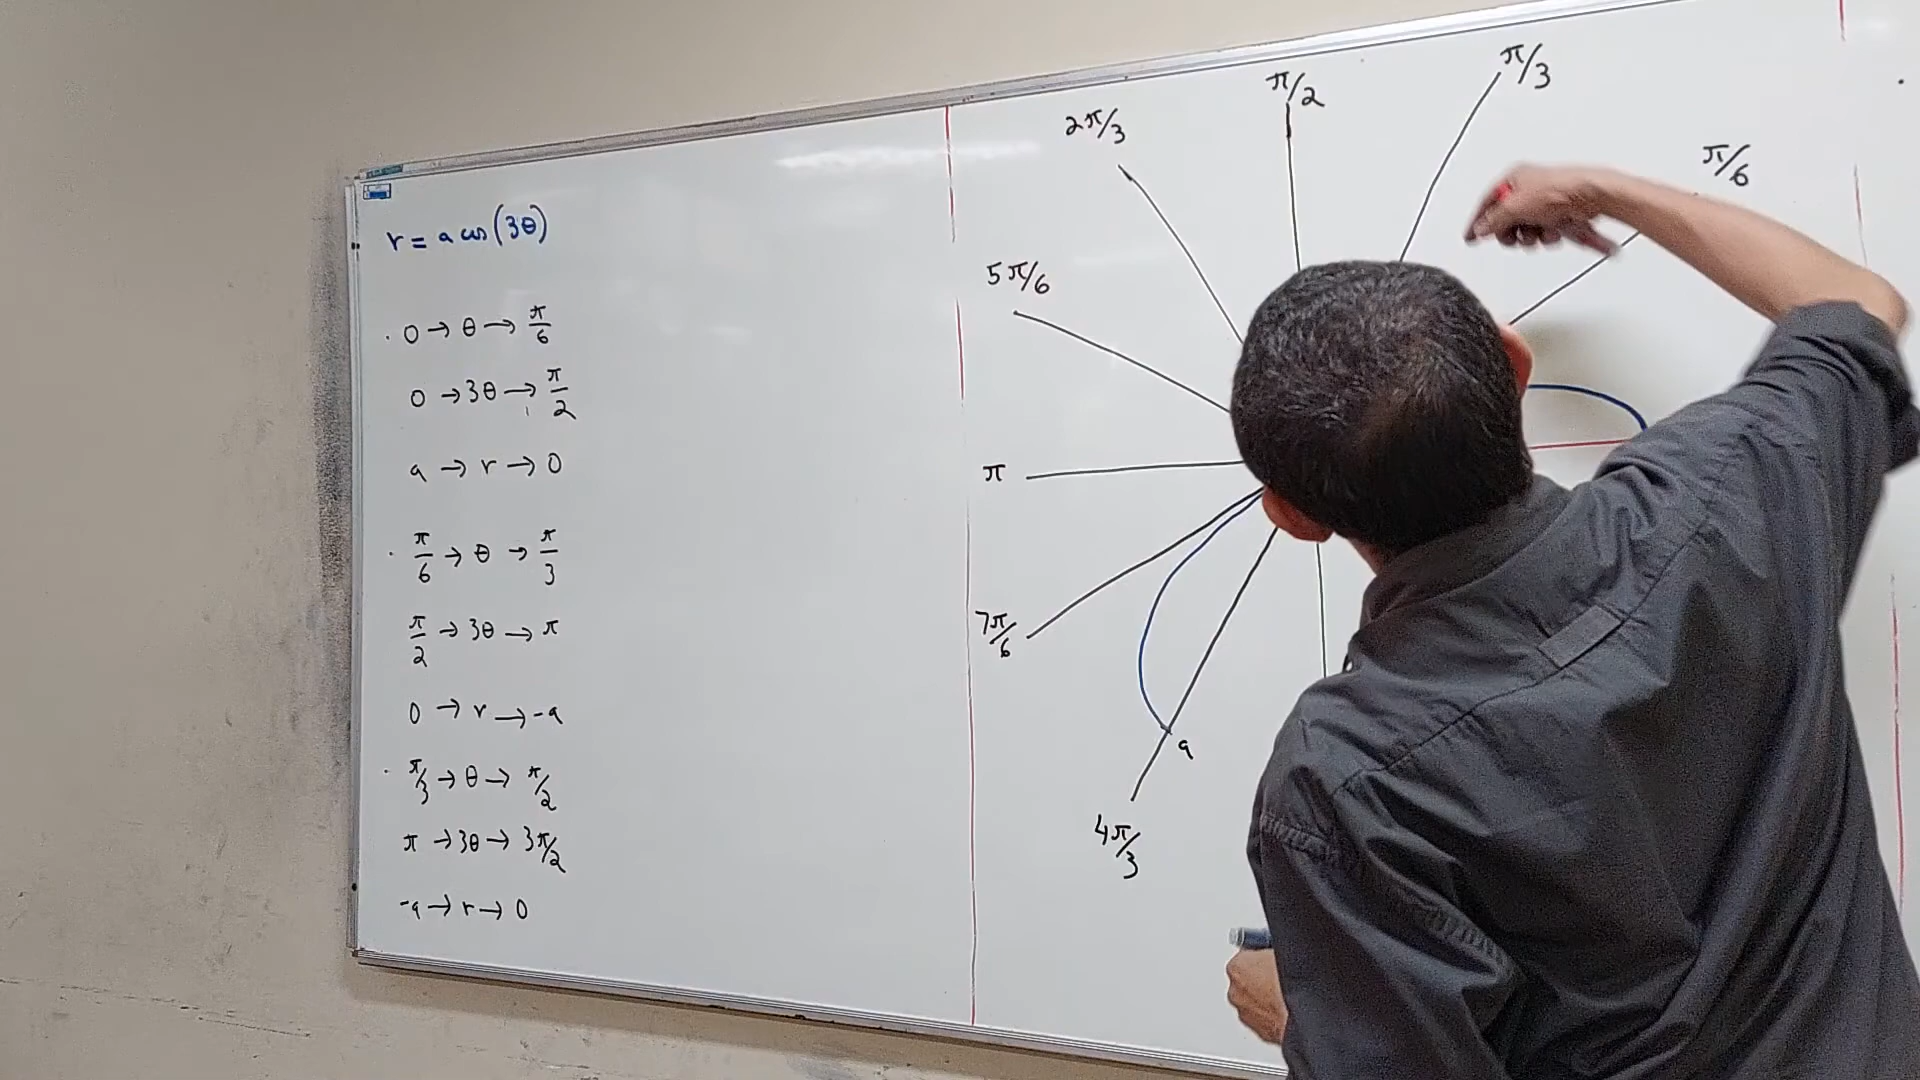 r = a cos(3θ)
· 0 → θ → π/6
0 → 3θ → π/2
a → r → 0
· π/6 → θ → π/3
π/2 → 3θ → π
0 → r → -a
· π/3 → θ → π/2
π → 3θ → 3π/2
-a → r → 0
π/3
π/2
2π/3
π/6
5π/6
π
7π/6
a
4π/3